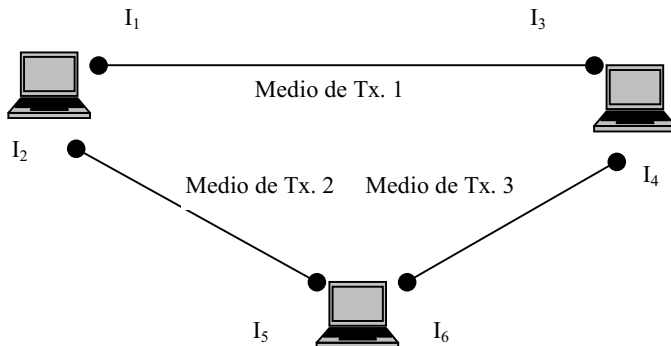 I₁ I₃
Medio de Tx. 1
I₂
Medio de Tx. 2 Medio de Tx. 3
I₄
I₅ I₆